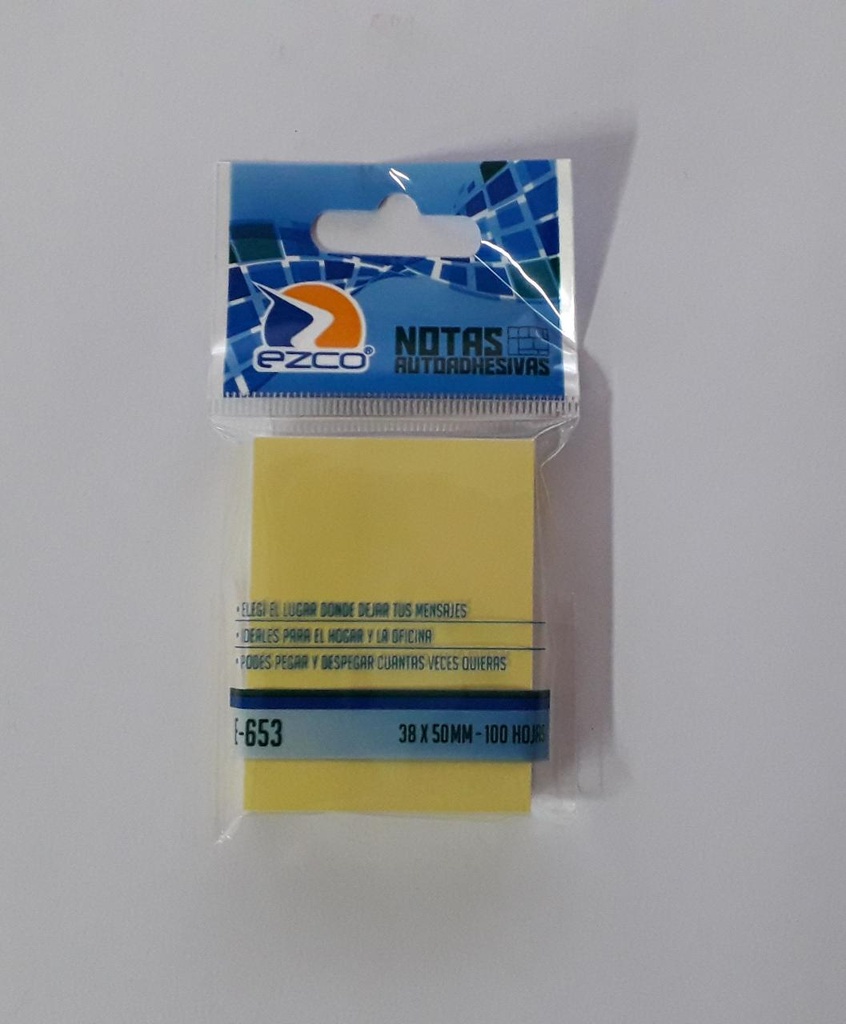 ezco®
NOTAS
AUTOADHESIVAS
• ELEGÍ EL LUGAR DONDE DEJAR TUS MENSAJES
• IDEALES PARA EL HOGAR Y LA OFICINA
• PODES PEGAR Y DESPEGAR CUANTAS VECES QUIERAS
E-653
38 X 50MM - 100 HOJAS